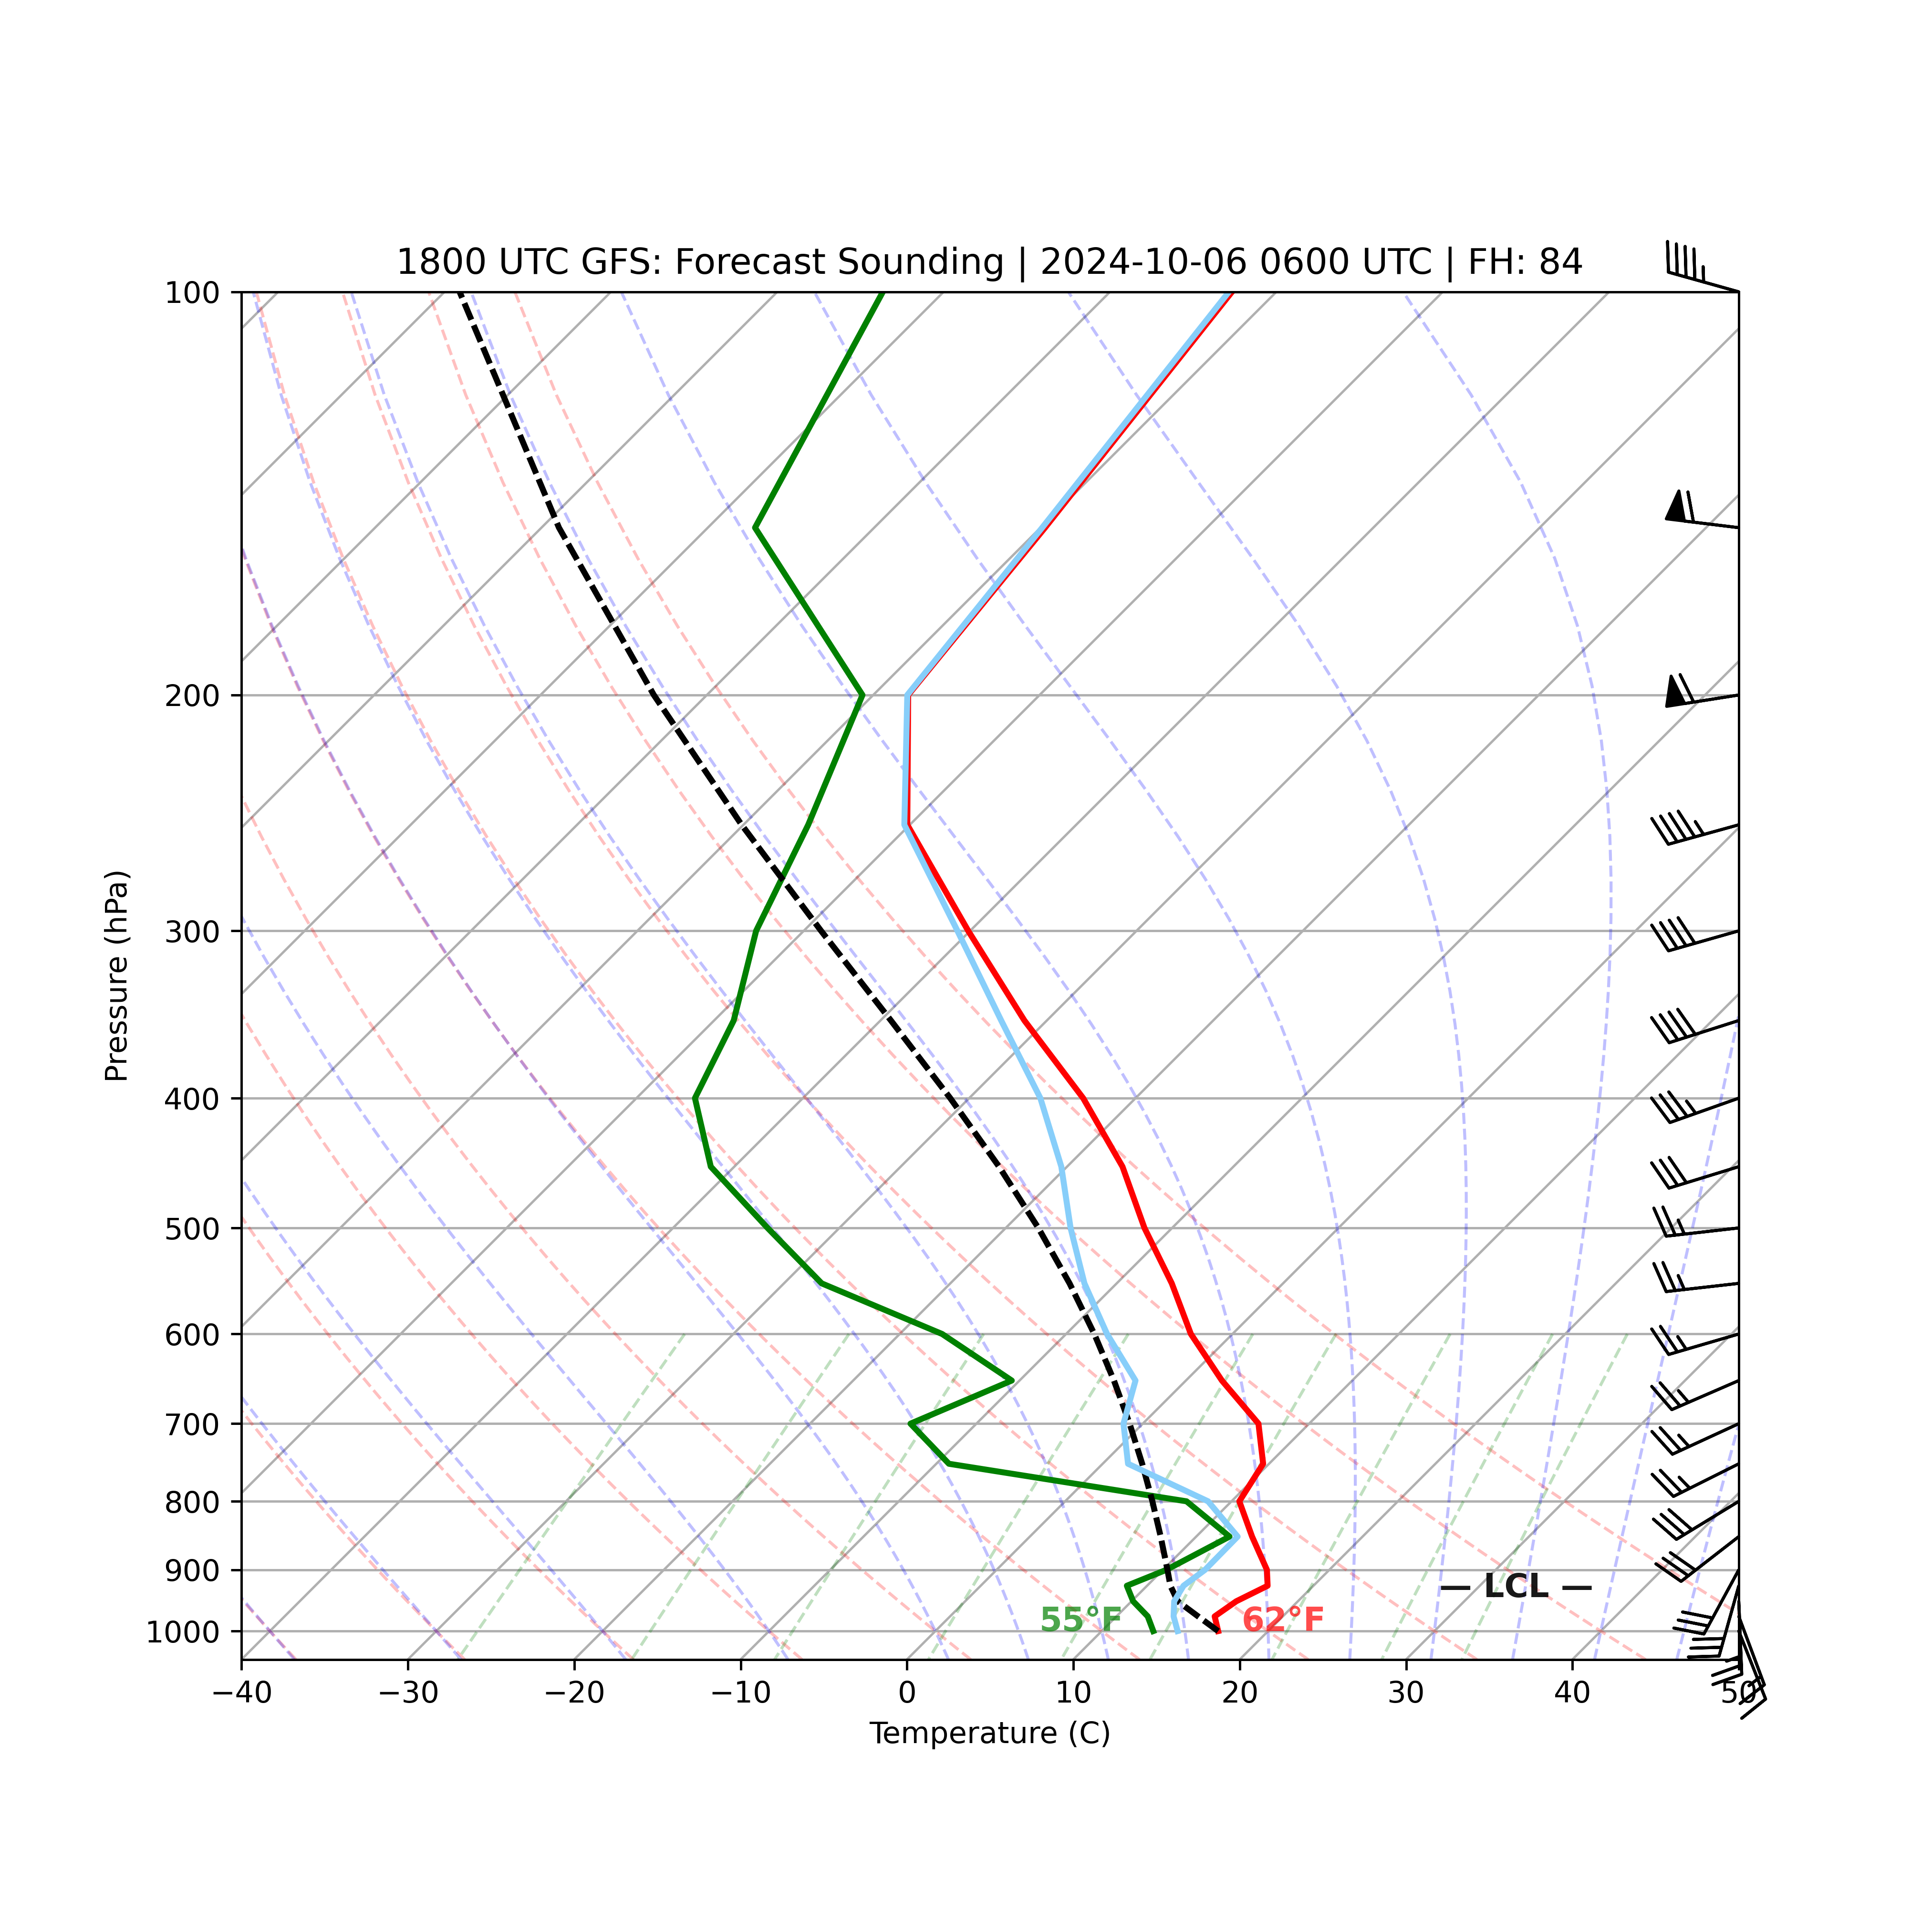 1800 UTC GFS: Forecast Sounding | 2024-10-06 0600 UTC | FH: 84
100
200
300
400
500
600
700
800
900
1000
Pressure (hPa)
— LCL —
55°F
62°F
−40 −30 −20 −10 0 10 20 30 40 50
Temperature (C)